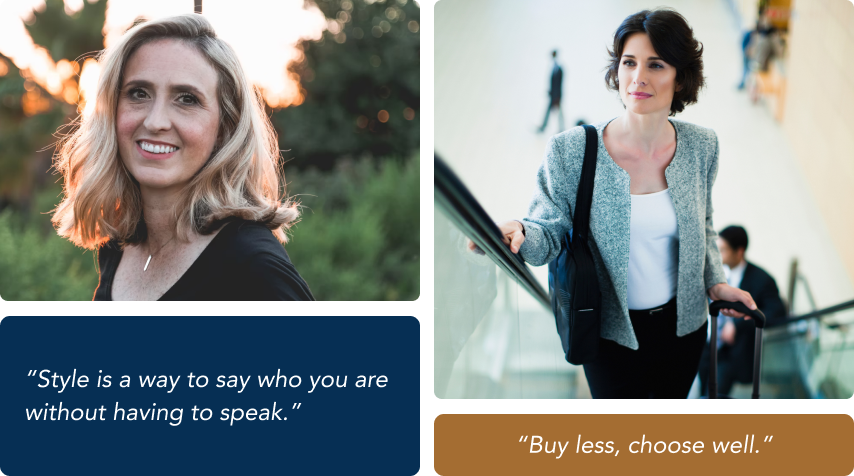 “Style is a way to say who you are
without having to speak.”
“Buy less, choose well.”